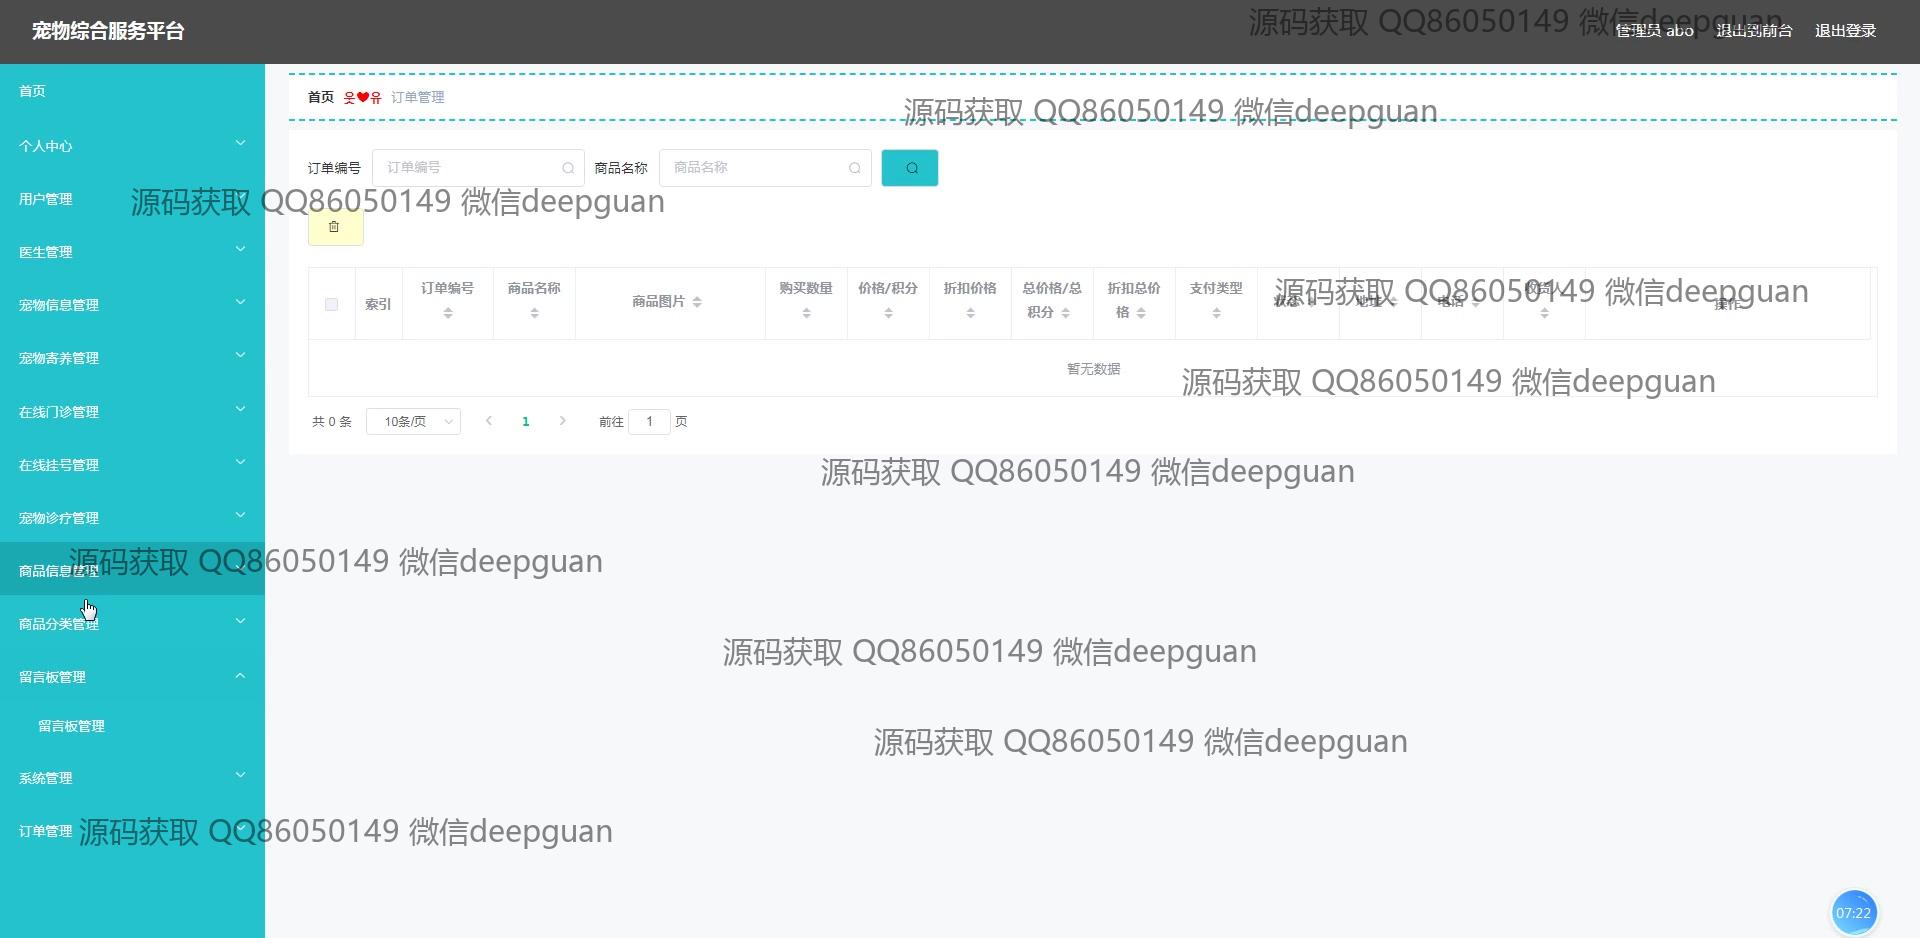 宠物综合服务平台
源码获取 QQ86050149 微信deepguan
管理员 abo 退出到前台 退出登录
首页
个人中心
用户管理
医生管理
宠物信息管理
宠物寄养管理
在线门诊管理
在线挂号管理
宠物诊疗管理
商品信息管理
商品分类管理
留言板管理
留言板管理
系统管理
订单管理
首页 웃❤유 订单管理
源码获取 QQ86050149 微信deepguan
订单编号 订单编号 商品名称 商品名称
源码获取 QQ86050149 微信deepguan
索引 订单编号 商品名称 商品图片 购买数量 价格/积分 折扣价格 总价格/总积分 折扣总价格 支付类型 状态 地址 电话 收货人 操作
源码获取 QQ86050149 微信deepguan
暂无数据
源码获取 QQ86050149 微信deepguan
共 0 条 10条/页 1 前往 1 页
源码获取 QQ86050149 微信deepguan
源码获取 QQ86050149 微信deepguan
源码获取 QQ86050149 微信deepguan
源码获取 QQ86050149 微信deepguan
源码获取 QQ86050149 微信deepguan
07:22